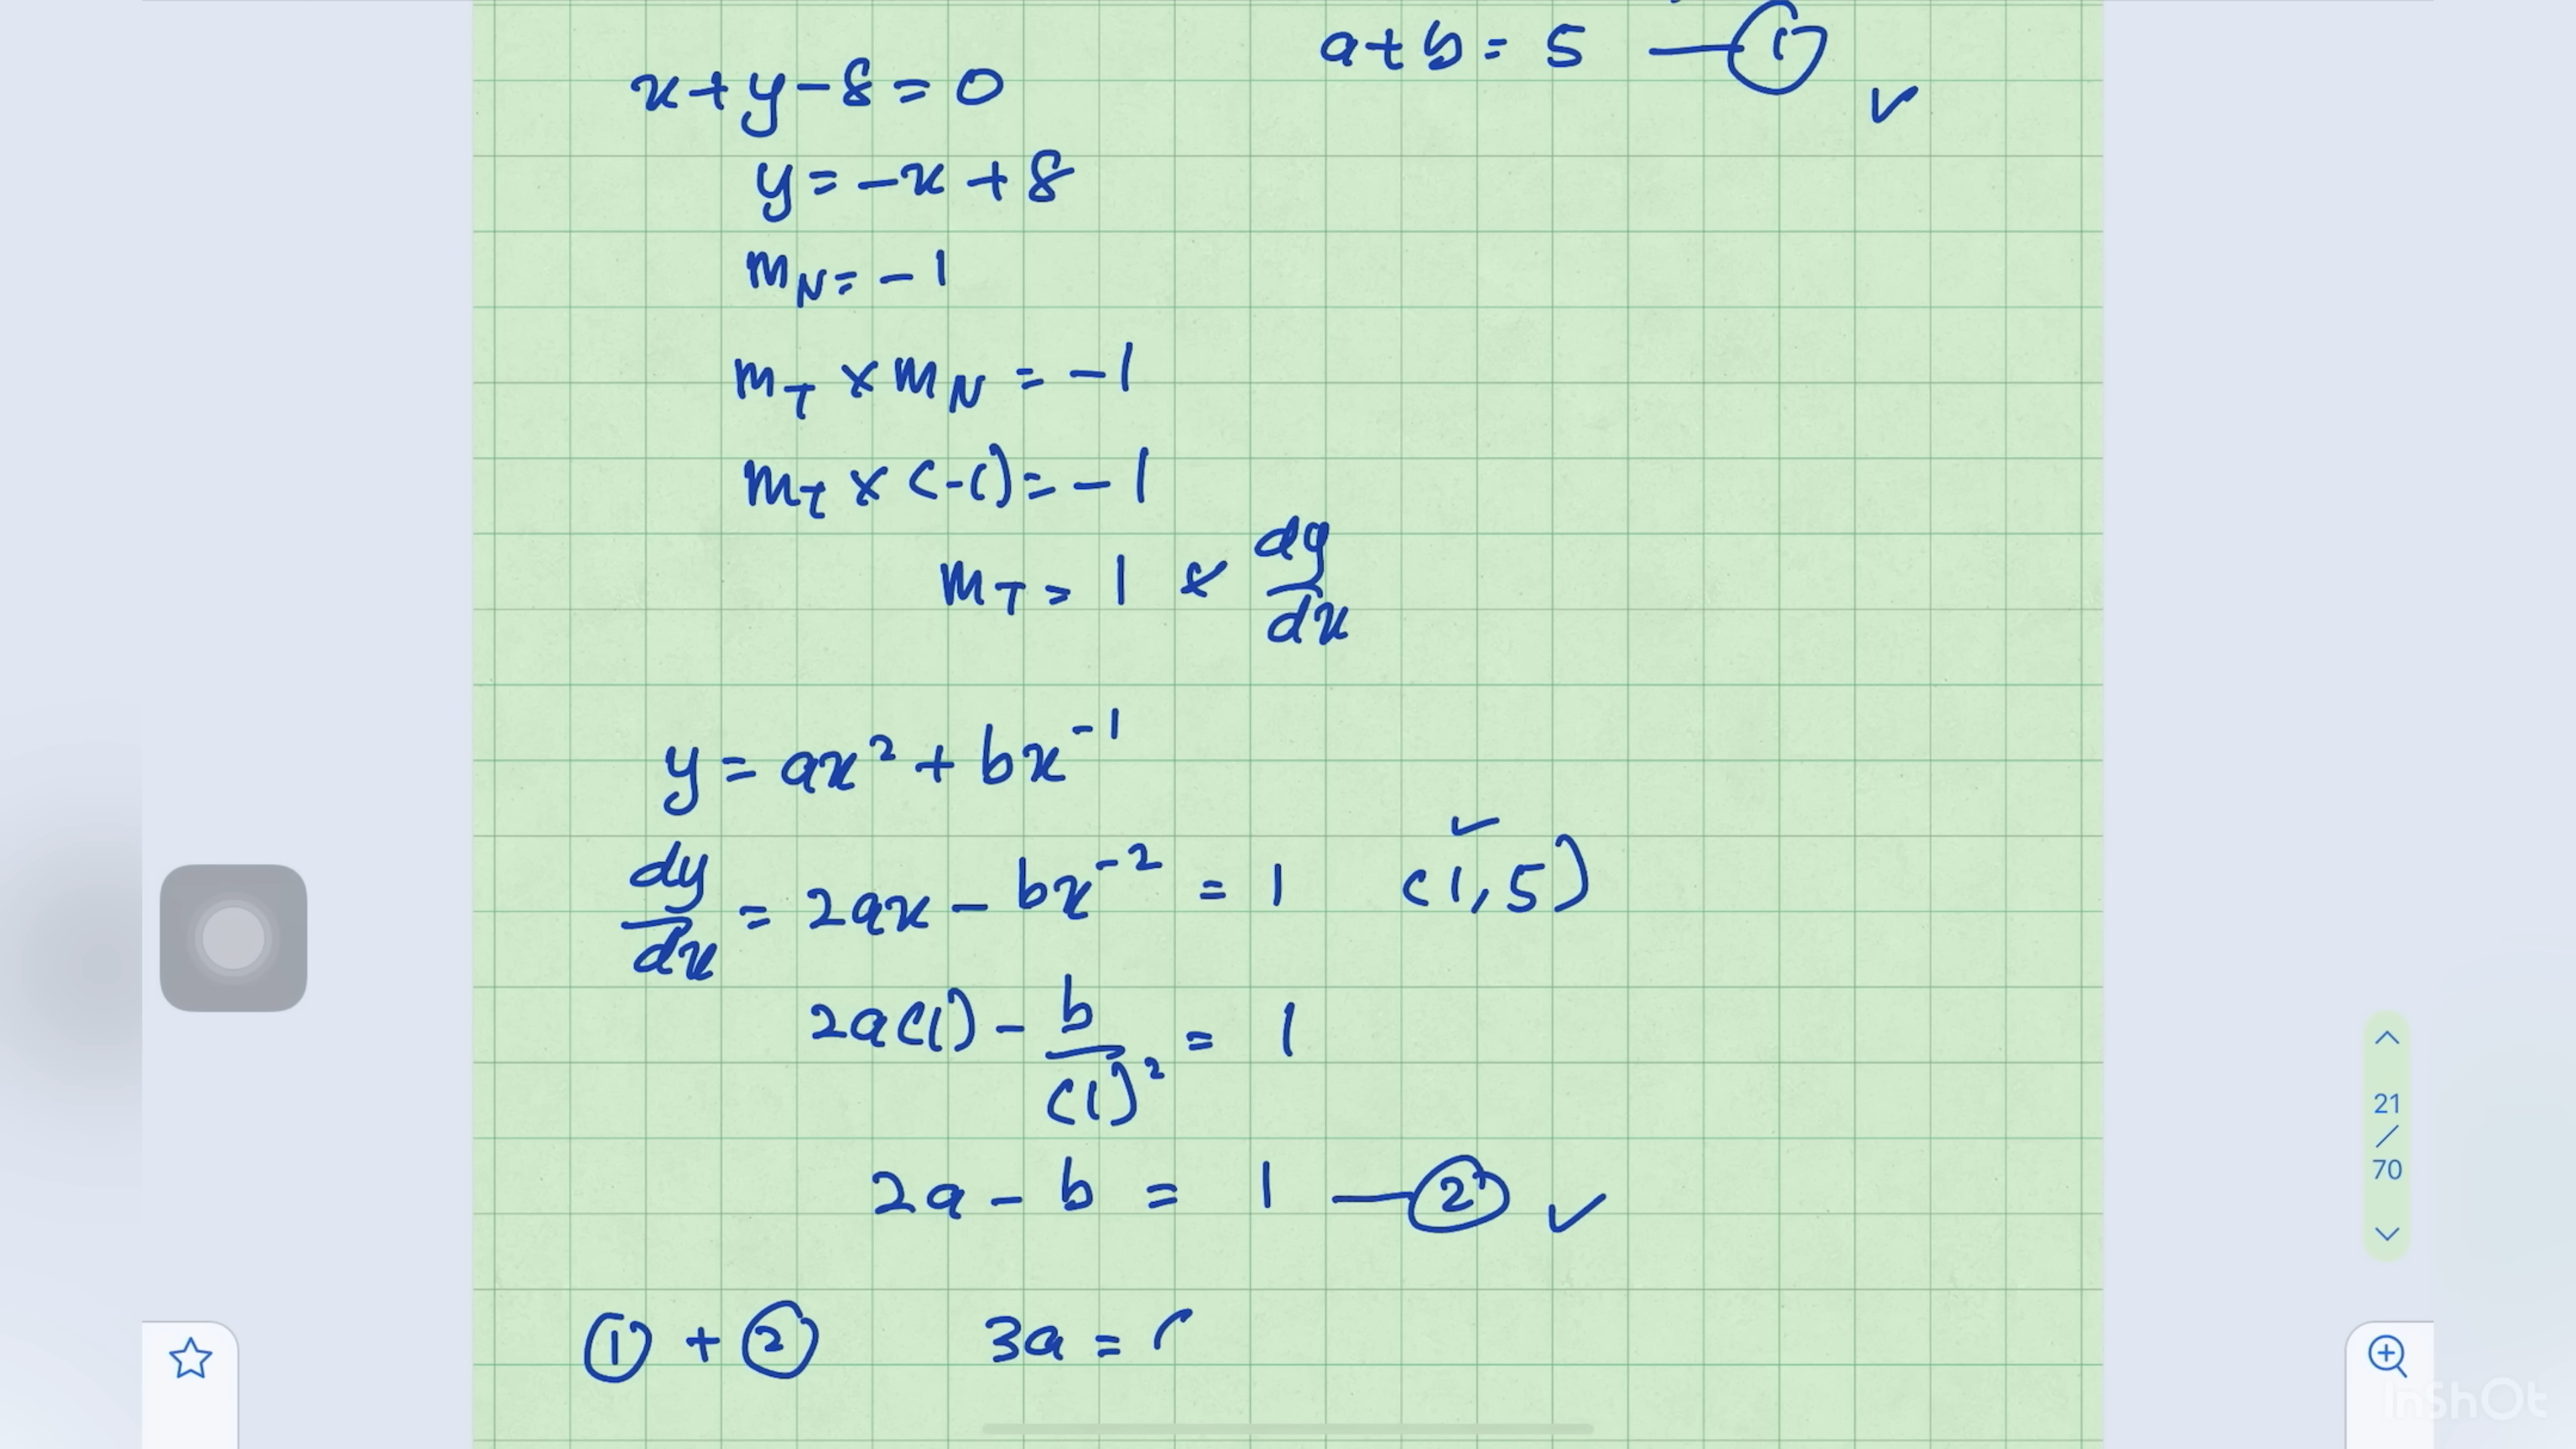 a+b = 5 — ①
x+y-8=0
y = -x + 8
m_N = -1
m_T × m_N = -1
m_T × (-1) = -1
m_T = 1 × dy/dx
y = ax² + bx⁻¹
dy/dx = 2ax - bx⁻² = 1 (1, 5)
2a(1) - b/(1)² = 1
2a - b = 1 — ②
① + ② 3a =
21
/
70
InShOt